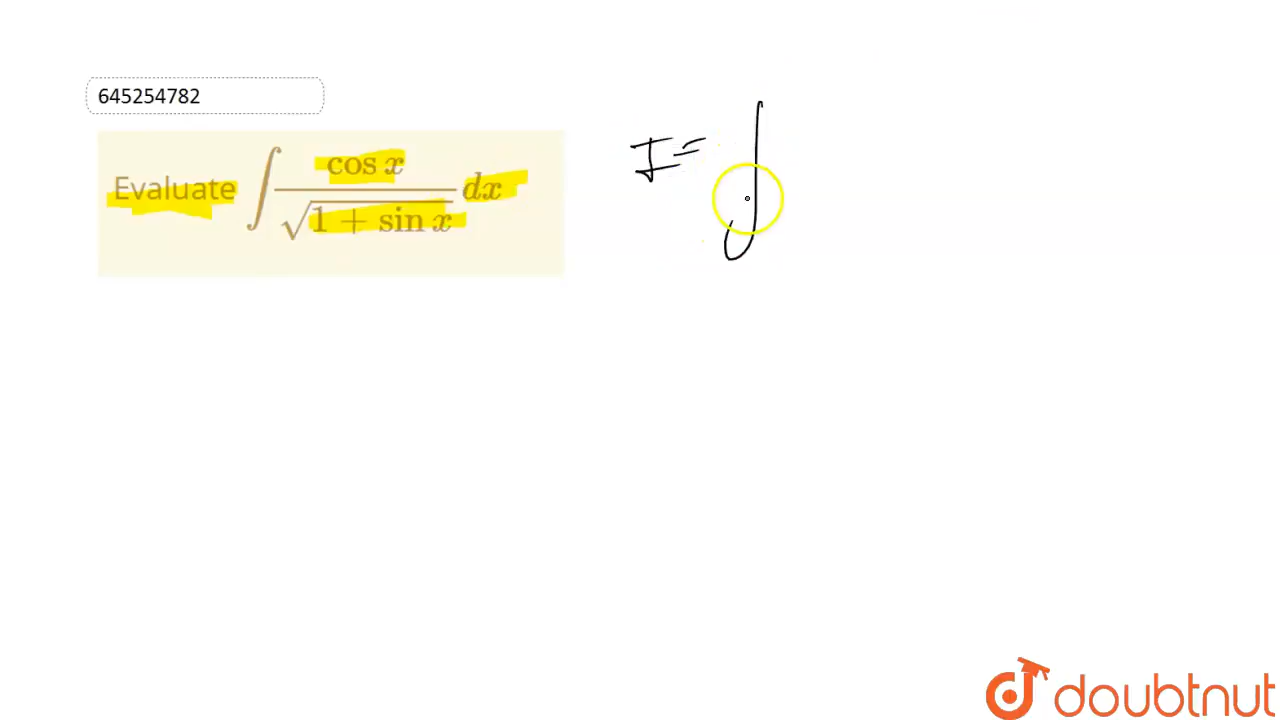 645254782
Evaluate ∫ cos x / √(1 + sin x) dx
I = ∫
doubtnut